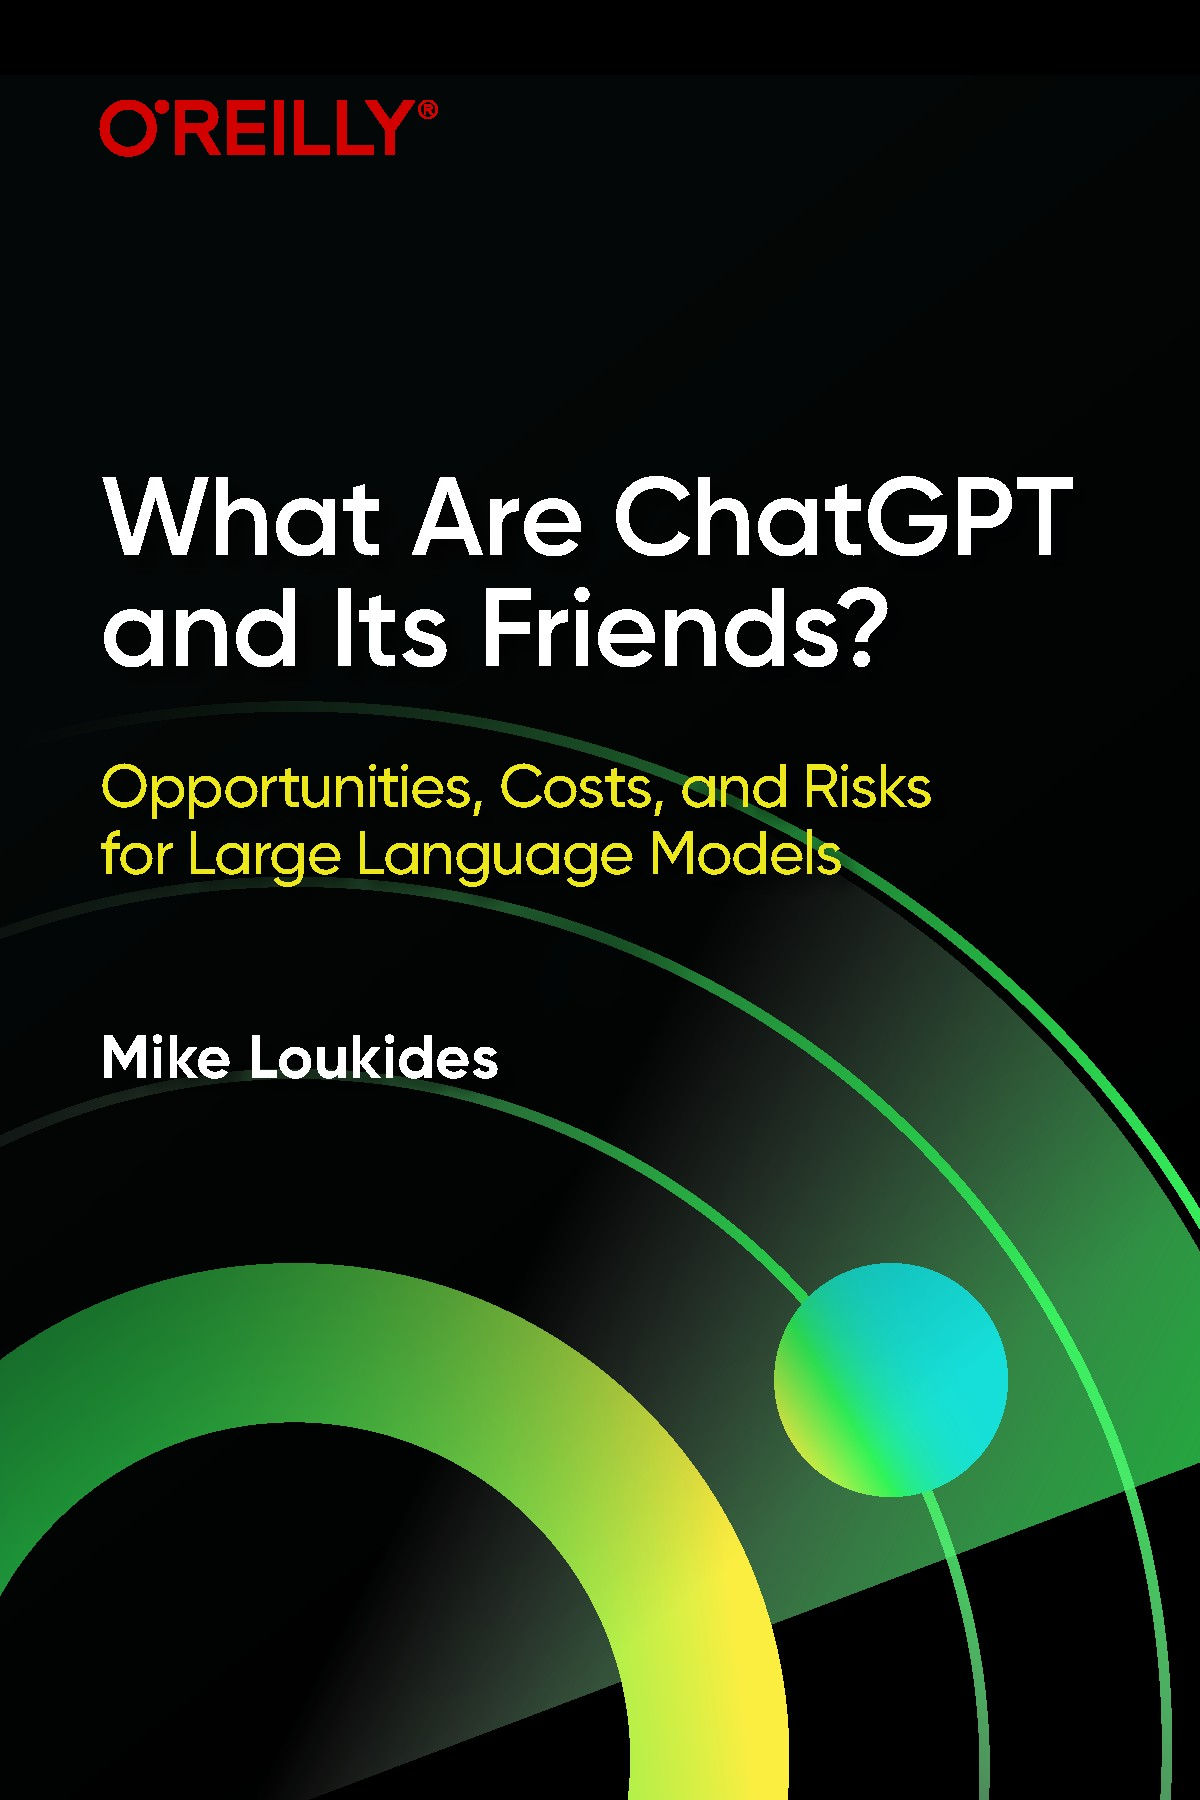 O'REILLY®
What Are ChatGPT
and Its Friends?
Opportunities, Costs, and Risks
for Large Language Models
Mike Loukides